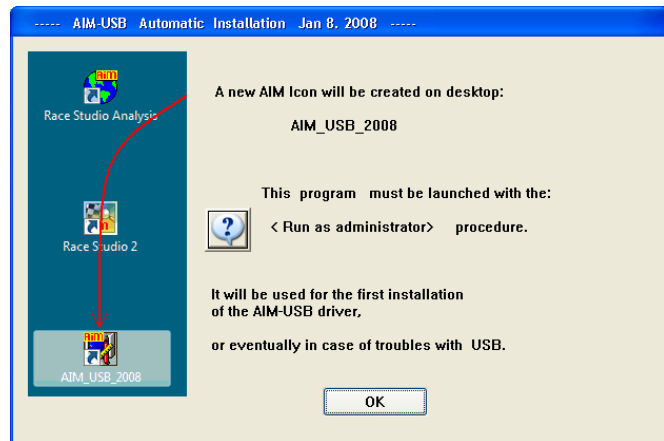 ----- AIM-USB Automatic Installation Jan 8, 2008 -----
AiM
Race Studio Analysis
Race Studio 2
AiM
AIM_USB_2008
A new AIM Icon will be created on desktop:
AIM_USB_2008
This program must be launched with the:
?
< Run as administrator> procedure.
It will be used for the first installation
of the AIM-USB driver,
or eventually in case of troubles with USB.
OK